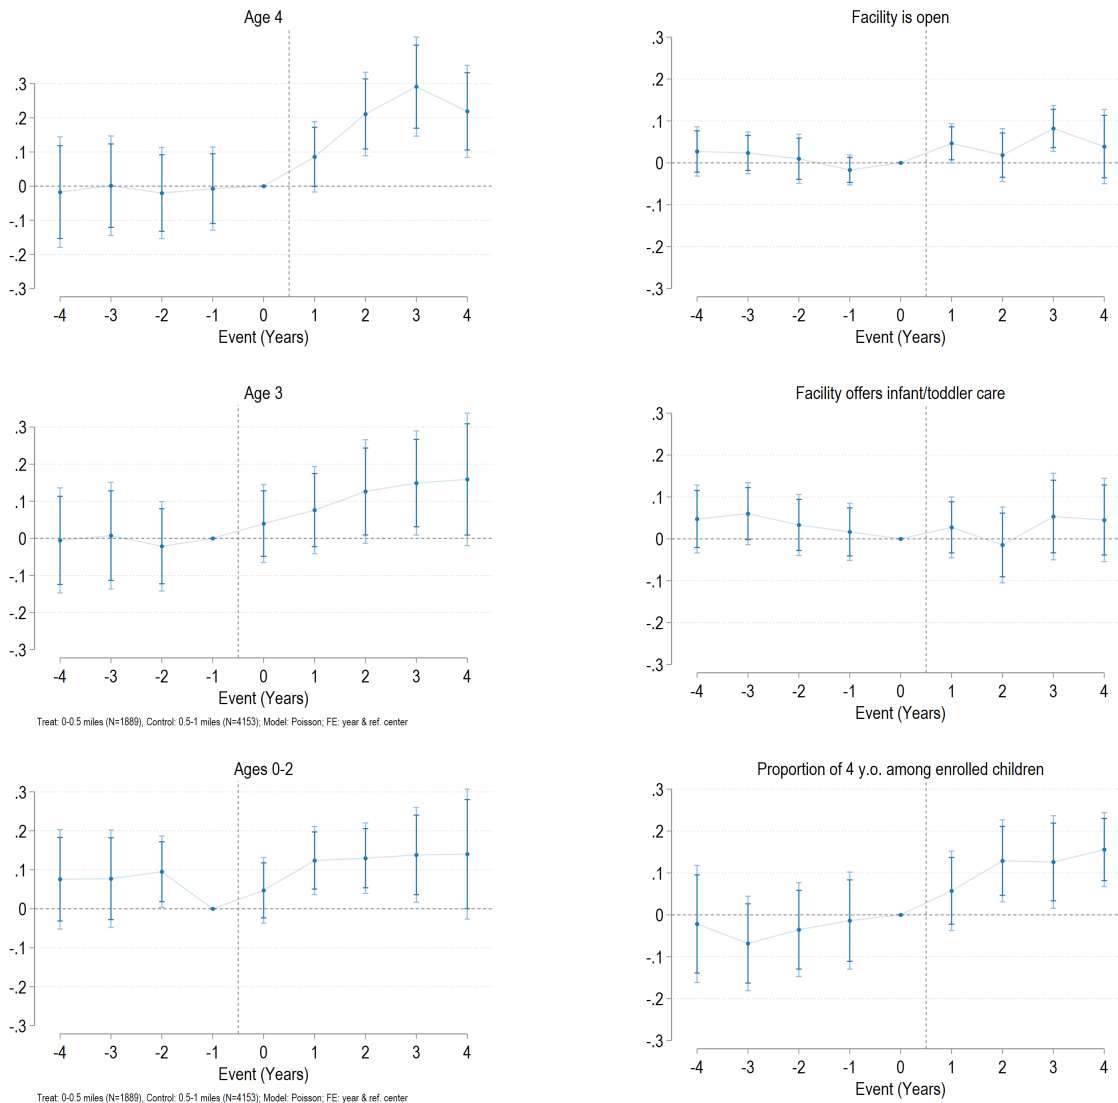 Age 4
.3
.2
.1
0
-.1
-.2
-.3
-4 -3 -2 -1 0 1 2 3 4
Event (Years)
Facility is open
.3
.2
.1
0
-.1
-.2
-.3
-4 -3 -2 -1 0 1 2 3 4
Event (Years)
Age 3
.3
.2
.1
0
-.1
-.2
-.3
-4 -3 -2 -1 0 1 2 3 4
Event (Years)
Treat: 0-0.5 miles (N=1889), Control: 0.5-1 miles (N=4153); Model: Poisson; FE: year & ref. center
Facility offers infant/toddler care
.3
.2
.1
0
-.1
-.2
-.3
-4 -3 -2 -1 0 1 2 3 4
Event (Years)
Ages 0-2
.3
.2
.1
0
-.1
-.2
-.3
-4 -3 -2 -1 0 1 2 3 4
Event (Years)
Treat: 0-0.5 miles (N=1889), Control: 0.5-1 miles (N=4153); Model: Poisson; FE: year & ref. center
Proportion of 4 y.o. among enrolled children
.3
.2
.1
0
-.1
-.2
-.3
-4 -3 -2 -1 0 1 2 3 4
Event (Years)